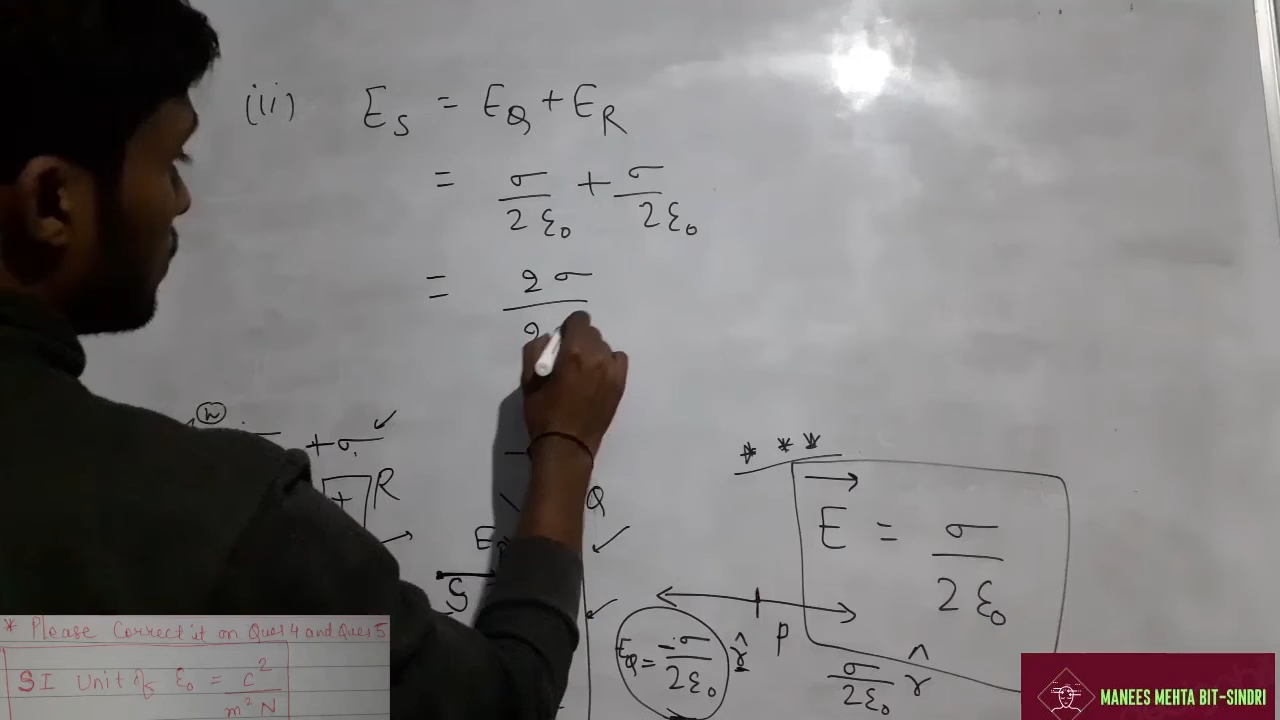 (ii) E_S = E_Q + E_R
= σ/2ε₀ + σ/2ε₀
= 2σ/2
+σ ✓
+ R
Q
E
S
* * *
E⃗ = σ/2ε₀
P
E_Q = -σ/2ε₀ r̂
σ/2ε₀ r̂
* Please Correct it on Ques 4 and Ques 5
SI Unit of ε₀ = c²/m²N
MANEES MEHTA BIT-SINDRI